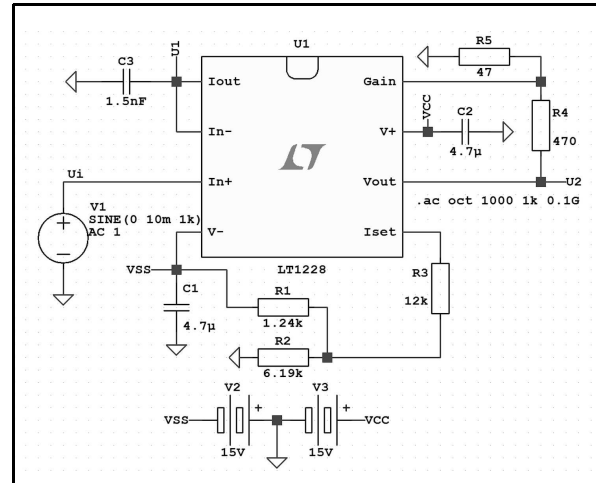 U1
U1
C3
1.5nF
Iout
In-
In+
V-
Gain
V+
Vout
Iset
LT1228
R5
47
R4
470
VCC
C2
4.7µ
U2
.ac oct 1000 1k 0.1G
Ui
V1
SINE(0 10m 1k)
AC 1
VSS
C1
4.7µ
R1
1.24k
R2
6.19k
R3
12k
V2
V3
VSS
VCC
15V
15V